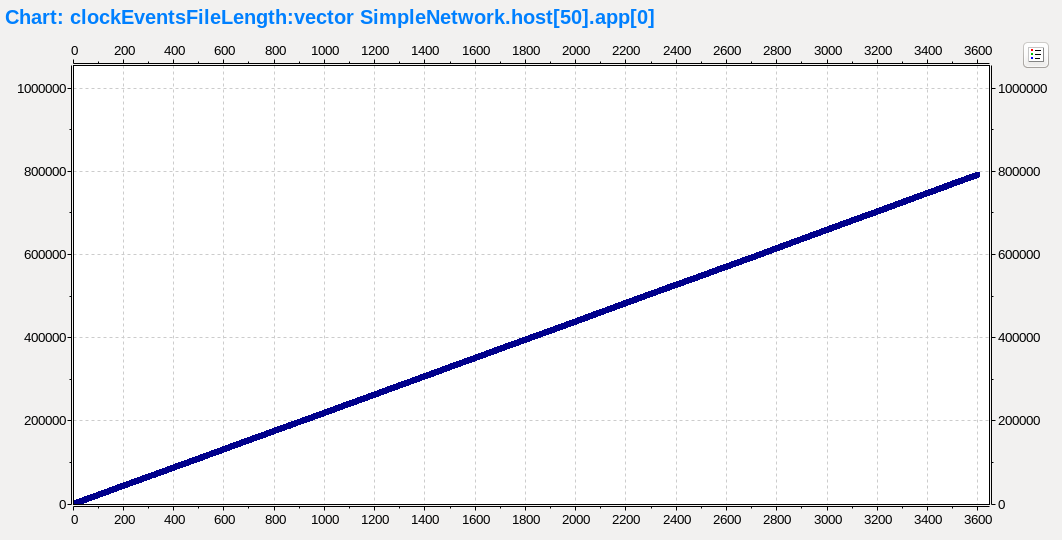 Chart: clockEventsFileLength:vector SimpleNetwork.host[50].app[0]
0 200 400 600 800 1000 1200 1400 1600 1800 2000 2200 2400 2600 2800 3000 3200 3400 3600
1000000 1000000
800000 800000
600000 600000
400000 400000
200000 200000
0 0
0 200 400 600 800 1000 1200 1400 1600 1800 2000 2200 2400 2600 2800 3000 3200 3400 3600